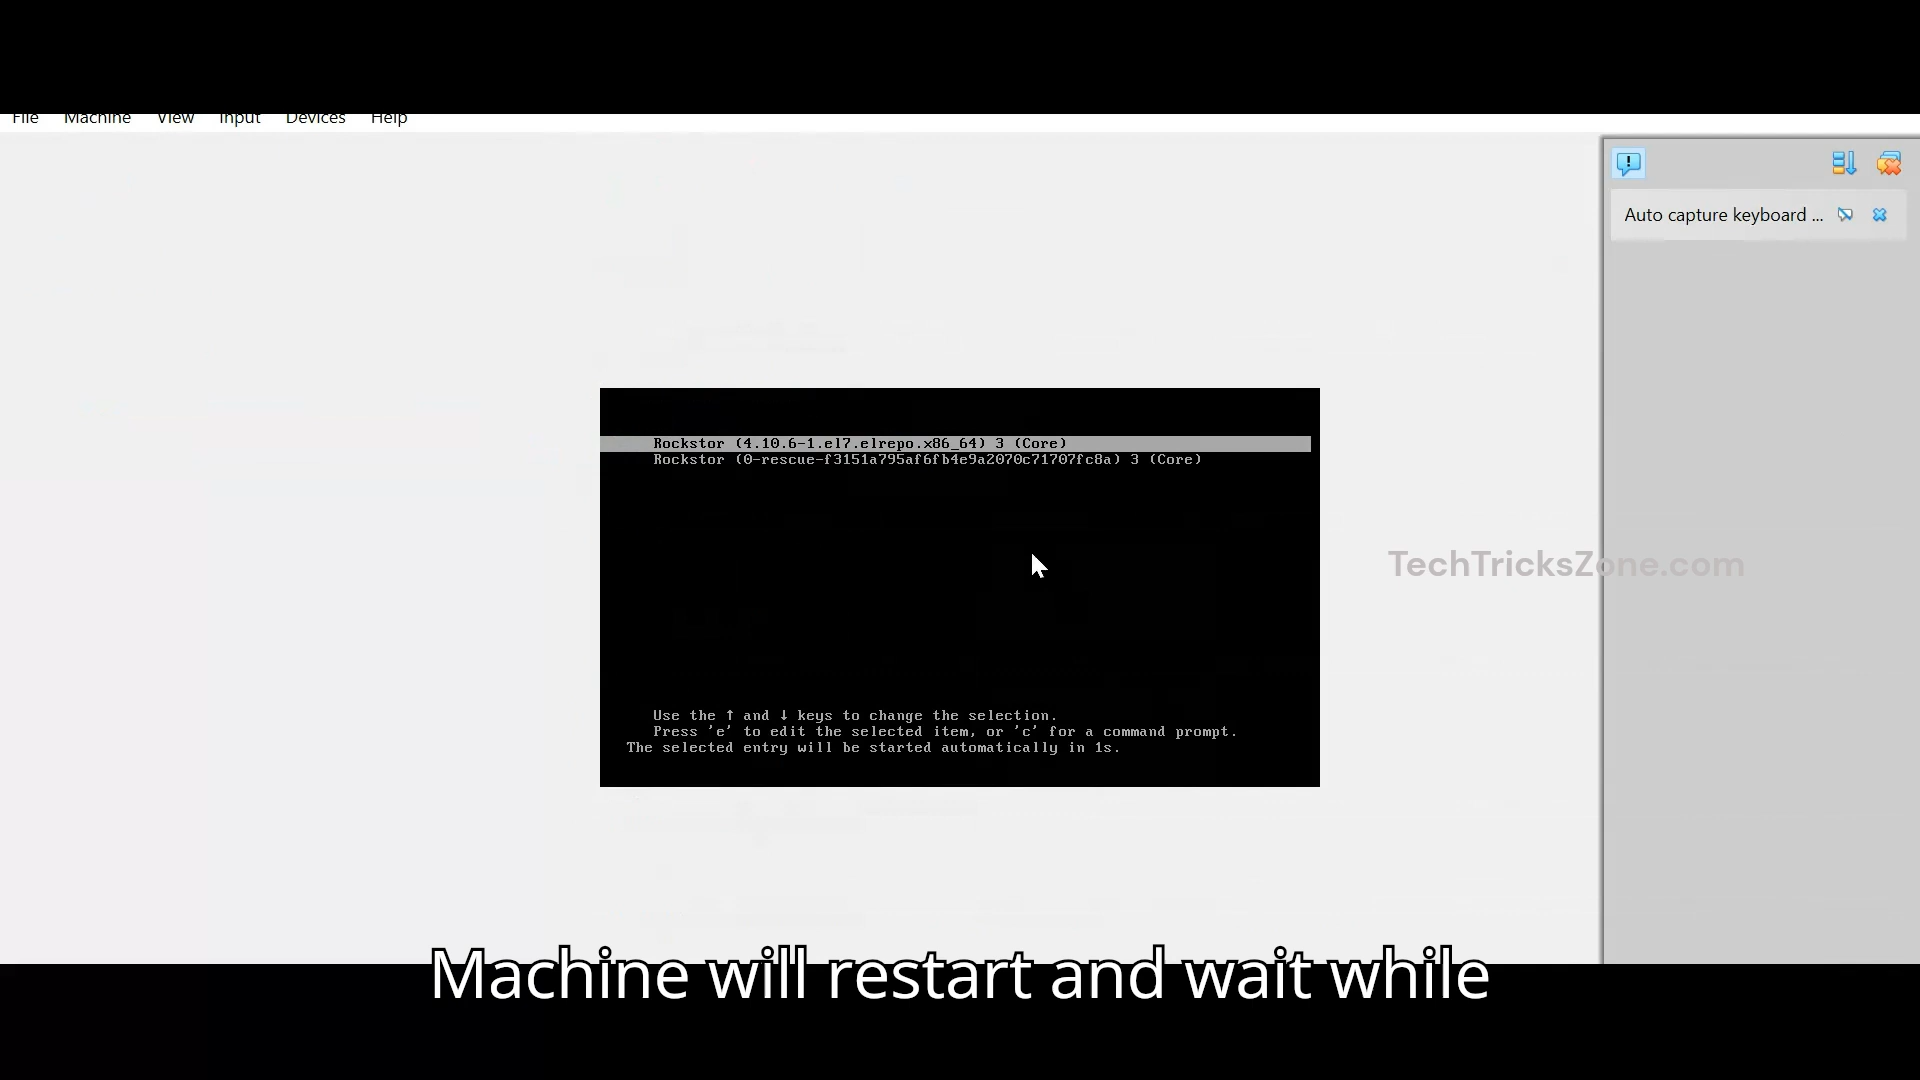 File Machine View Input Devices Help
Auto capture keyboard ...
Rockstor (4.10.6-1.el7.elrepo.x86_64) 3 (Core)
Rockstor (0-rescue-f3151a795af6fb4e9a2070c71707fc8a) 3 (Core)
TechTricksZone.com
Use the ↑ and ↓ keys to change the selection.
Press 'e' to edit the selected item, or 'c' for a command prompt.
The selected entry will be started automatically in 1s.
Machine will restart and wait while